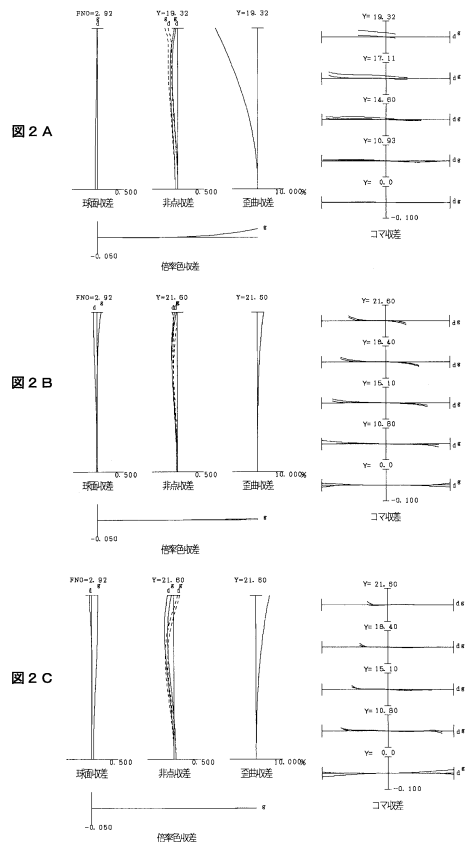 図２Ａ
FNO=2.92
d
g
0.500
球面収差
Y=19.32
g g
d d
0.500
非点収差
Y=19.32
10.000%
歪曲収差
-0.050
g
倍率色収差
Y= 19.32
d g
Y= 17.11
d g
Y= 14.60
d g
Y= 10.93
d g
Y= 0.0
d g
-0.100
コマ収差
図２Ｂ
FNO=2.92
d g
0.500
球面収差
Y=21.60
g
d d
0.500
非点収差
Y=21.60
10.000%
歪曲収差
-0.050
g
倍率色収差
Y= 21.60
d g
Y= 18.40
d g
Y= 15.10
d g
Y= 10.80
d g
Y= 0.0
d g
-0.100
コマ収差
図２Ｃ
FNO=2.92
d g
0.500
球面収差
Y=21.60
g g
d d
0.500
非点収差
Y=21.60
10.000%
歪曲収差
-0.050
g
倍率色収差
Y= 21.60
d g
Y= 18.40
d g
Y= 15.10
d g
Y= 10.80
d g
Y= 0.0
d g
-0.100
コマ収差